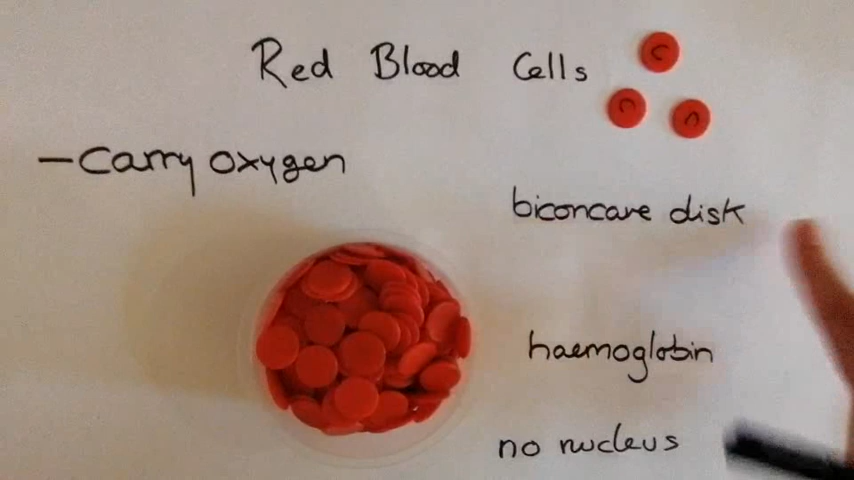 Red Blood Cells
- Carry oxygen
biconcave disk
haemoglobin
no nucleus